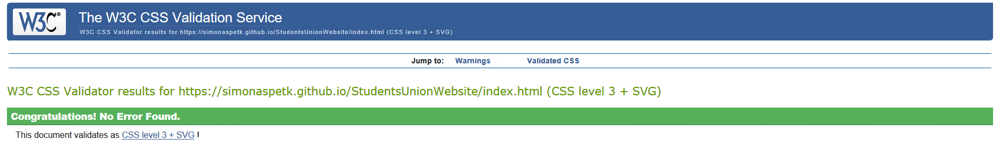 W3C®
The W3C CSS Validation Service
W3C CSS Validator results for https://simonaspetk.github.io/StudentsUnionWebsite/index.html (CSS level 3 + SVG)
Jump to: Warnings Validated CSS
W3C CSS Validator results for https://simonaspetk.github.io/StudentsUnionWebsite/index.html (CSS level 3 + SVG)
Congratulations! No Error Found.
This document validates as CSS level 3 + SVG !